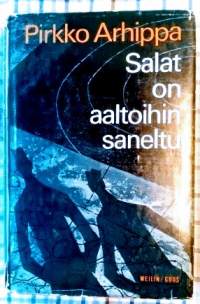 Pirkko Arhippa
Salat
on
aaltoihin
saneltu
WEILIN/GÖÖS